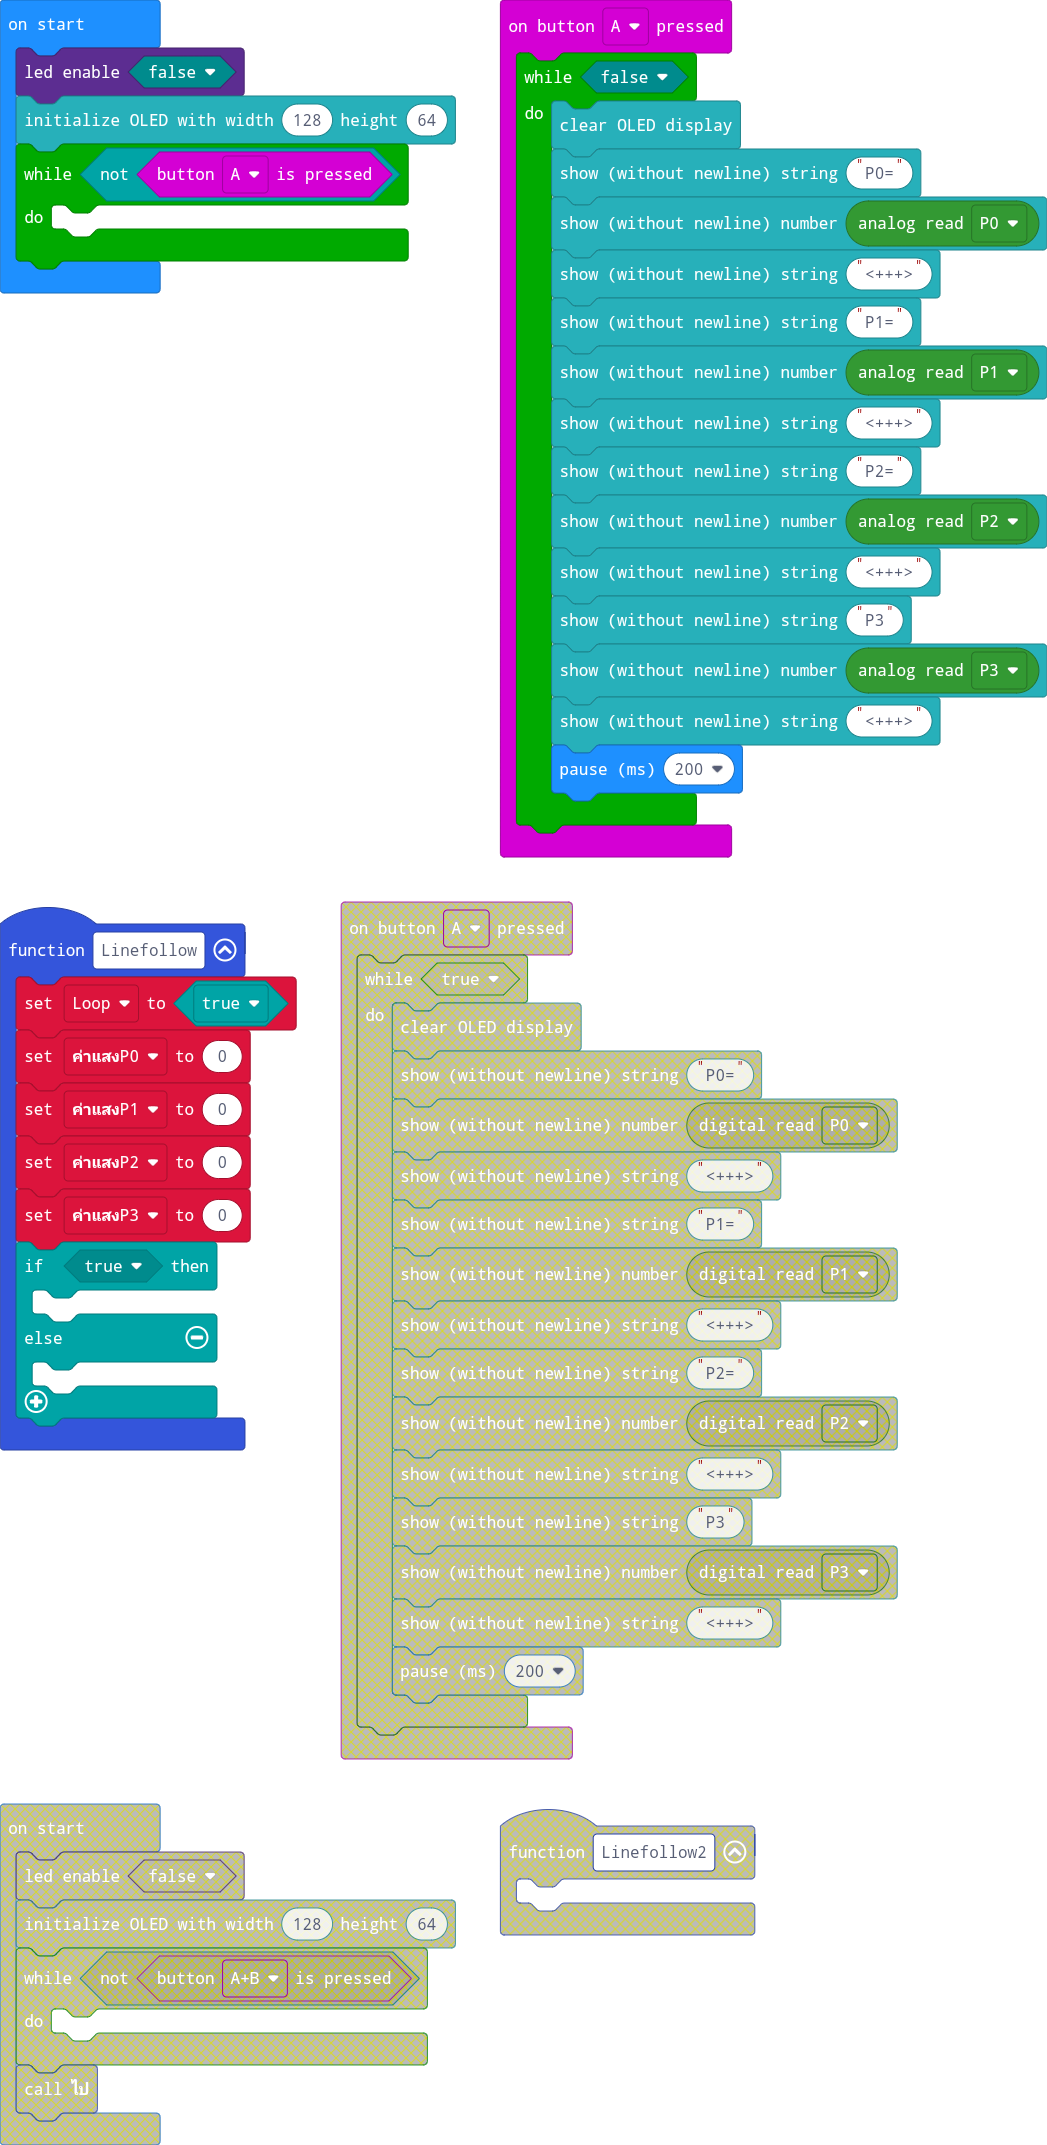 on start
led enable false
initialize OLED with width 128 height 64
while not button A is pressed
do
on button A pressed
while false
do
clear OLED display
show (without newline) string "P0="
show (without newline) number analog read P0
show (without newline) string "<+++>"
show (without newline) string "P1="
show (without newline) number analog read P1
show (without newline) string "<+++>"
show (without newline) string "P2="
show (without newline) number analog read P2
show (without newline) string "<+++>"
show (without newline) string "P3"
show (without newline) number analog read P3
show (without newline) string "<+++>"
pause (ms) 200
function Linefollow
set Loop to true
set ค่าแสงP0 to 0
set ค่าแสงP1 to 0
set ค่าแสงP2 to 0
set ค่าแสงP3 to 0
if true then
else
on button A pressed
while true
do
clear OLED display
show (without newline) string "P0="
show (without newline) number digital read P0
show (without newline) string "<+++>"
show (without newline) string "P1="
show (without newline) number digital read P1
show (without newline) string "<+++>"
show (without newline) string "P2="
show (without newline) number digital read P2
show (without newline) string "<+++>"
show (without newline) string "P3"
show (without newline) number digital read P3
show (without newline) string "<+++>"
pause (ms) 200
on start
led enable false
initialize OLED with width 128 height 64
while not button A+B is pressed
do
call ไป
function Linefollow2